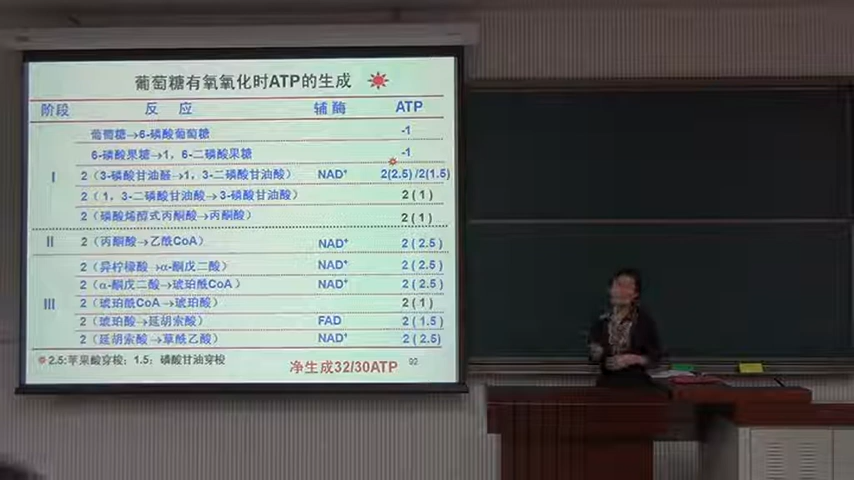 葡萄糖有氧氧化时ATP的生成
阶段 反 应 辅酶 ATP
葡萄糖→6-磷酸葡萄糖 -1
6-磷酸果糖→1，6-二磷酸果糖 -1
I
2（3-磷酸甘油醛→1，3-二磷酸甘油酸） NAD⁺ 2(2.5)/2(1.5)
2（1，3-二磷酸甘油酸→3-磷酸甘油酸） 2（1）
2（磷酸烯醇式丙酮酸→丙酮酸） 2（1）
II 2（丙酮酸→乙酰CoA） NAD⁺ 2（2.5）
2（异柠檬酸→α-酮戊二酸） NAD⁺ 2（2.5）
2（α-酮戊二酸→琥珀酰CoA） NAD⁺ 2（2.5）
III 2（琥珀酰CoA→琥珀酸） 2（1）
2（琥珀酸→延胡索酸） FAD 2（1.5）
2（延胡索酸→草酰乙酸） NAD⁺ 2（2.5）
2.5:苹果酸穿梭；1.5：磷酸甘油穿梭
净生成32/30ATP 92